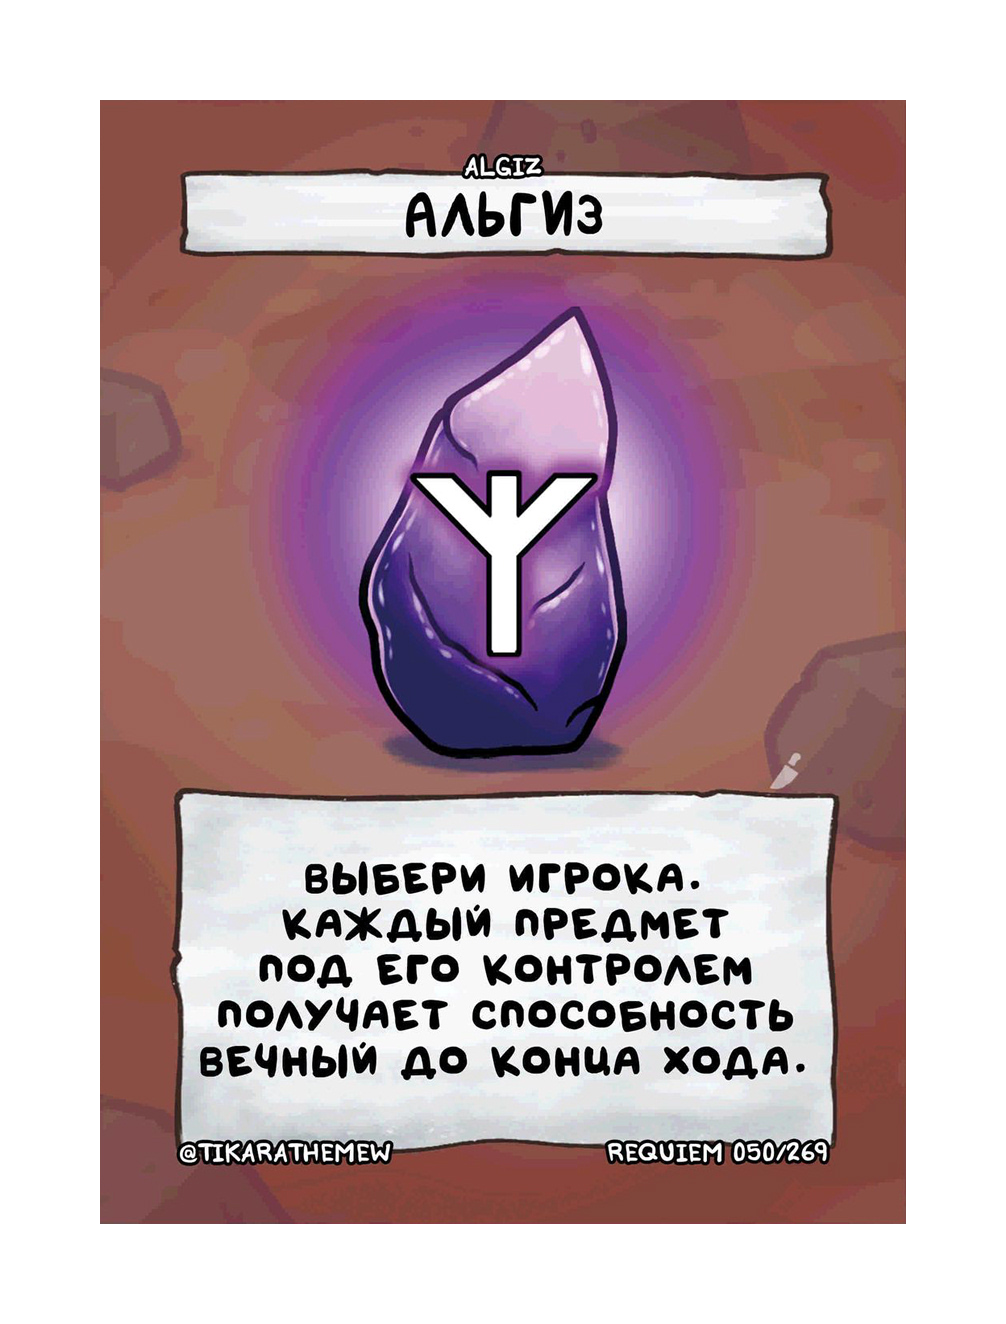 ALGIZ
АЛЬГИЗ
ВЫБЕРИ ИГРОКА.
КАЖДЫЙ ПРЕДМЕТ
ПОД ЕГО КОНТРОЛЕМ
ПОЛУЧАЕТ СПОСОБНОСТЬ
ВЕЧНЫЙ ДО КОНЦА ХОДА.
@TIKARATHEMEW
REQUIEM 050/269